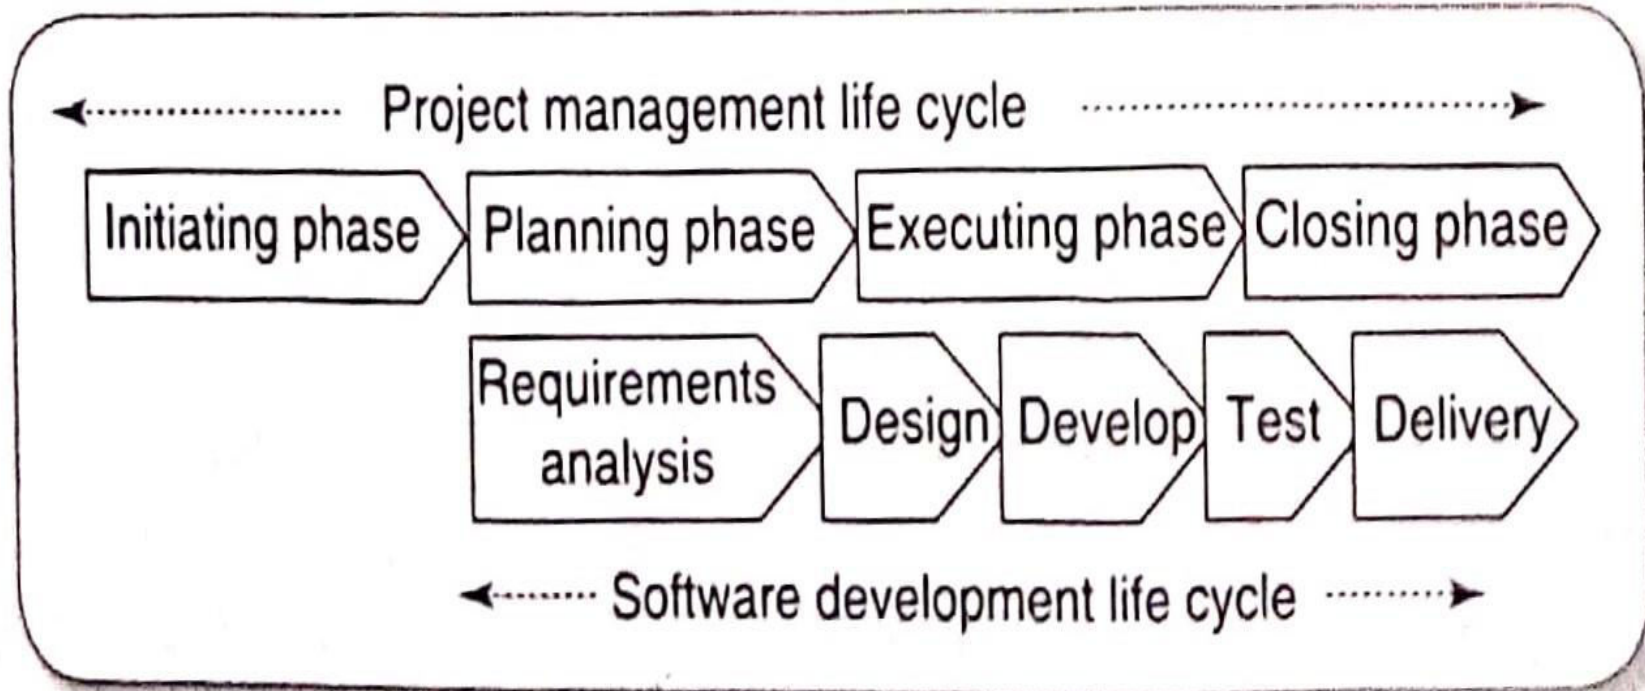 Project management life cycle
Initiating phase
Planning phase
Executing phase
Closing phase
Requirements
analysis
Design
Develop
Test
Delivery
Software development life cycle